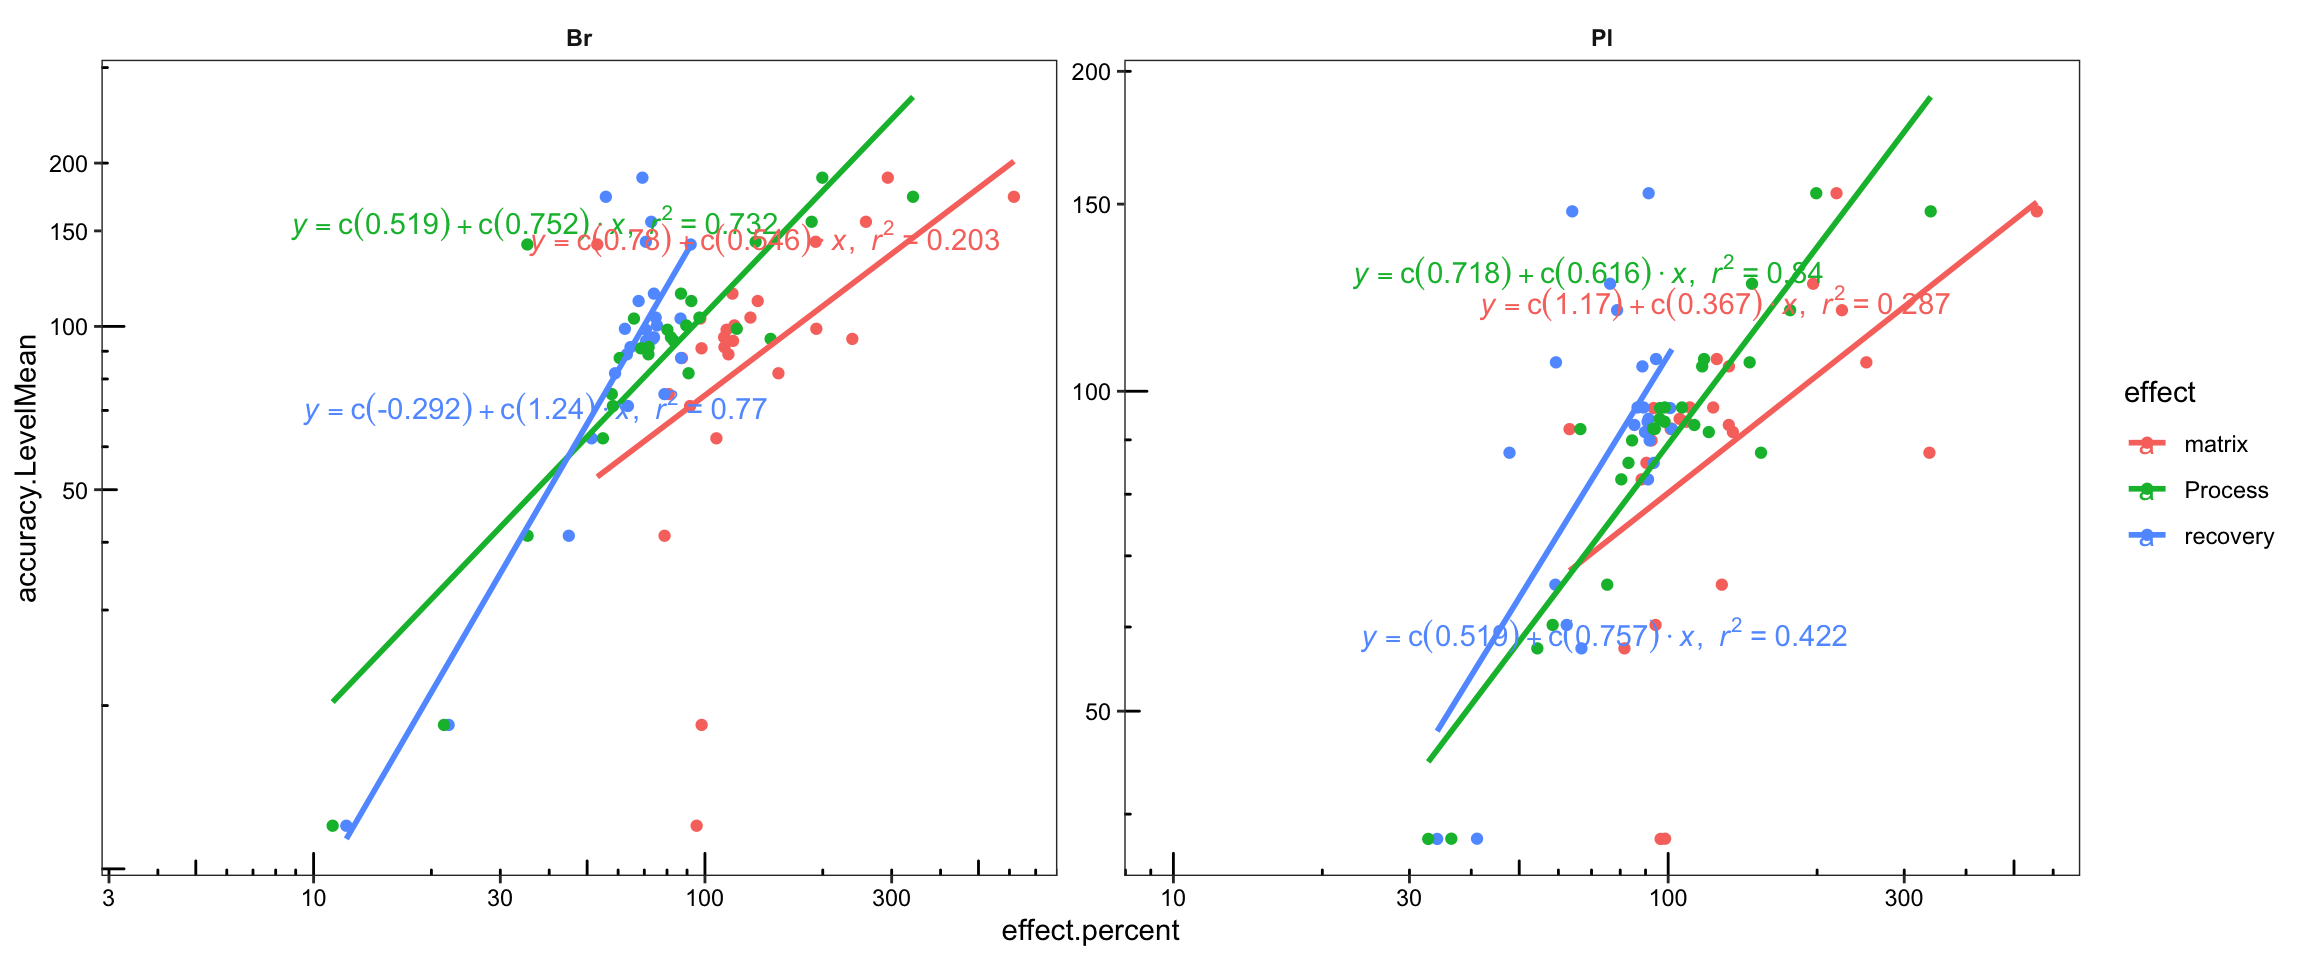 Br
Pl
accuracy.LevelMean
200
150
100
50
y = c(0.519) + c(0.752) · x, r² = 0.732
y = c(0.78) + c(0.546) · x, r² = 0.203
y = c(-0.292) + c(1.24) · x, r² = 0.77
3 10 30 100 300
200
150
100
50
y = c(0.718) + c(0.616) · x, r² = 0.84
y = c(1.17) + c(0.367) · x, r² = 0.287
y = c(0.519) + c(0.757) · x, r² = 0.422
10 30 100 300
effect.percent
effect
a matrix
a Process
a recovery